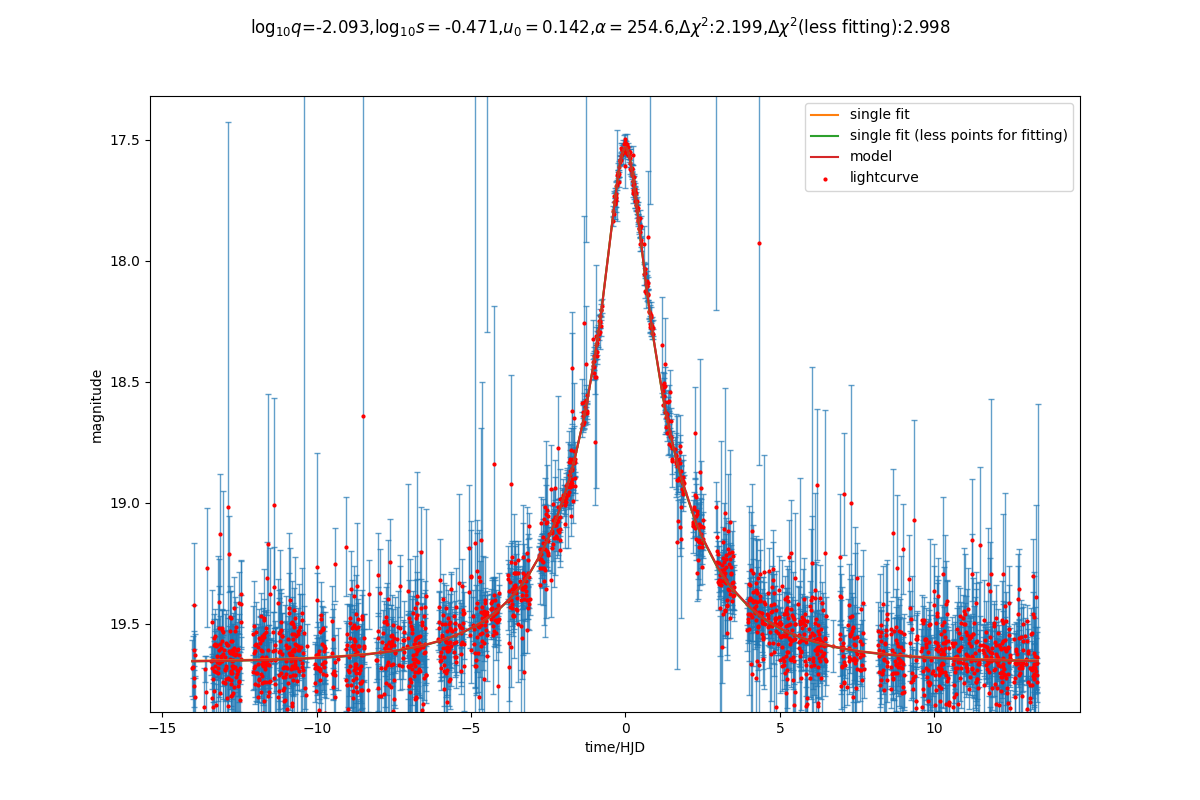 log₁₀q=-2.093,log₁₀s = -0.471,u₀ = 0.142,α = 254.6,Δχ²:2.199,Δχ²(less fitting):2.998
single fit
single fit (less points for fitting)
model
lightcurve
17.5
18.0
18.5
19.0
19.5
magnitude
−15
−10
−5
0
5
10
time/HJD